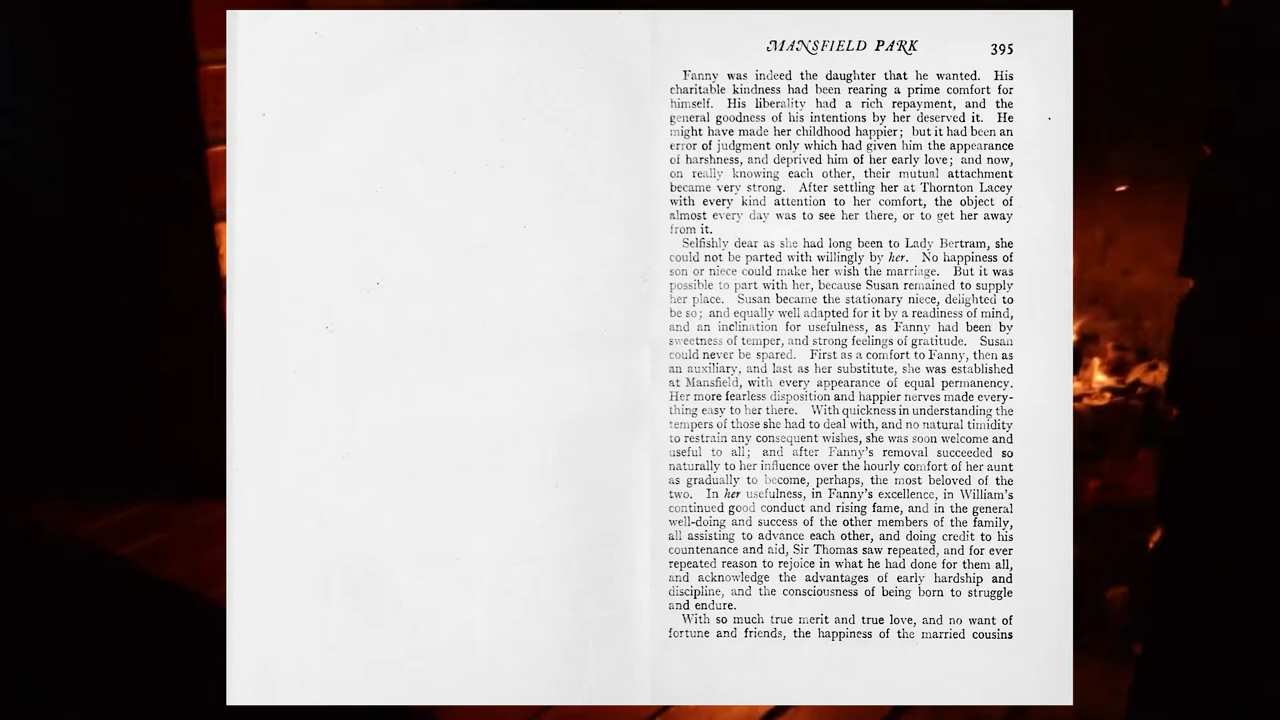 MANSFIELD PARK 395
Fanny was indeed the daughter that he wanted. His
charitable kindness had been rearing a prime comfort for
himself. His liberality had a rich repayment, and the
general goodness of his intentions by her deserved it. He
might have made her childhood happier; but it had been an
error of judgment only which had given him the appearance
of harshness, and deprived him of her early love; and now,
on really knowing each other, their mutual attachment
became very strong. After settling her at Thornton Lacey
with every kind attention to her comfort, the object of
almost every day was to see her there, or to get her away
from it.
Selfishly dear as she had long been to Lady Bertram, she
could not be parted with willingly by her. No happiness of
son or niece could make her wish the marriage. But it was
possible to part with her, because Susan remained to supply
her place. Susan became the stationary niece, delighted to
be so; and equally well adapted for it by a readiness of mind,
and an inclination for usefulness, as Fanny had been by
sweetness of temper, and strong feelings of gratitude. Susan
could never be spared. First as a comfort to Fanny, then as
an auxiliary, and last as her substitute, she was established
at Mansfield, with every appearance of equal permanency.
Her more fearless disposition and happier nerves made every-
thing easy to her there. With quickness in understanding the
tempers of those she had to deal with, and no natural timidity
to restrain any consequent wishes, she was soon welcome and
useful to all; and after Fanny's removal succeeded so
naturally to her influence over the hourly comfort of her aunt
as gradually to become, perhaps, the most beloved of the
two. In her usefulness, in Fanny's excellence, in William's
continued good conduct and rising fame, and in the general
well-doing and success of the other members of the family,
all assisting to advance each other, and doing credit to his
countenance and aid, Sir Thomas saw repeated, and for ever
repeated reason to rejoice in what he had done for them all,
and acknowledge the advantages of early hardship and
discipline, and the consciousness of being born to struggle
and endure.
With so much true merit and true love, and no want of
fortune and friends, the happiness of the married cousins